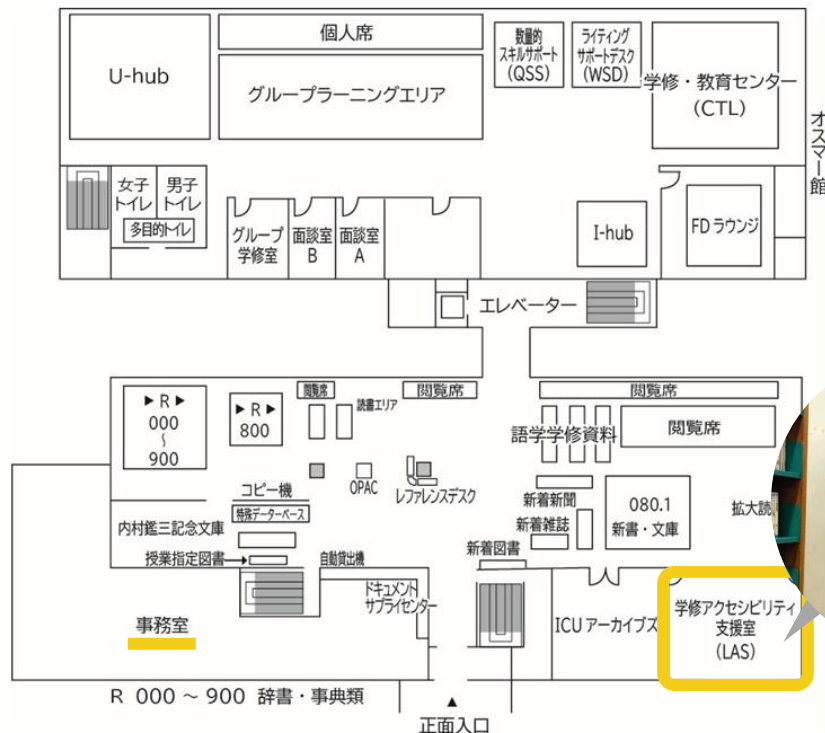 個人席
数量的
スキルサポート
(QSS)
ライティング
サポートデスク
(WSD)
U-hub
グループラーニングエリア
学修・教育センター
(CTL)
オスマー館
女子
トイレ
男子
トイレ
多目的トイレ
グループ
学修室
面談室
B
面談室
A
I-hub
FDラウンジ
エレベーター
▶ R ▶
000
~
900
▶ R ▶
800
閲覧席
読書エリア
閲覧席
閲覧席
語学学修資料
閲覧席
コピー機
OPAC
レファレンスデスク
特殊データーベース
内村鑑三記念文庫
新着新聞
新着雑誌
080.1
新書・文庫
拡大読
授業指定図書→
自動貸出機
新着図書
ドキュメント
サプライセンター
事務室
ICUアーカイブズ
学修アクセシビリティ
支援室
(LAS)
R 000 ~ 900 辞書・事典類
▲
正面入口